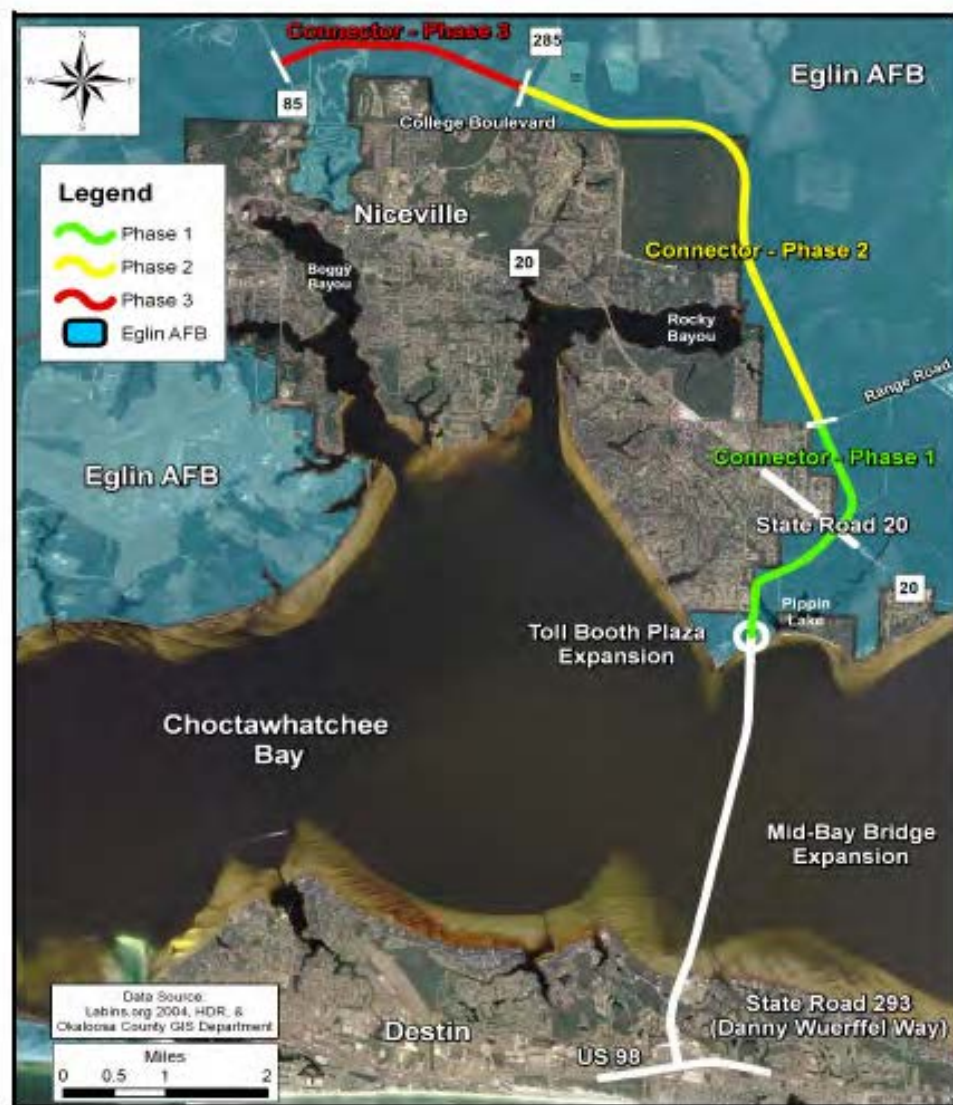 Connector - Phase 3
285
Eglin AFB
N
W
S
85
College Boulevard
Legend
Phase 1
Phase 2
Phase 3
Eglin AFB
Niceville
Boggy
Bayou
20
Connector - Phase 2
Rocky
Bayou
Range Road
Eglin AFB
Connector - Phase 1
State Road 20
20
Pippin
Lake
Toll Booth Plaza
Expansion
Choctawhatchee
Bay
Mid-Bay Bridge
Expansion
Data Source:
Labins.org 2004, HDR, &
Okaloosa County GIS Department
Miles
0 0.5 1 2
Destin
State Road 293
(Danny Wuerffel Way)
US 98